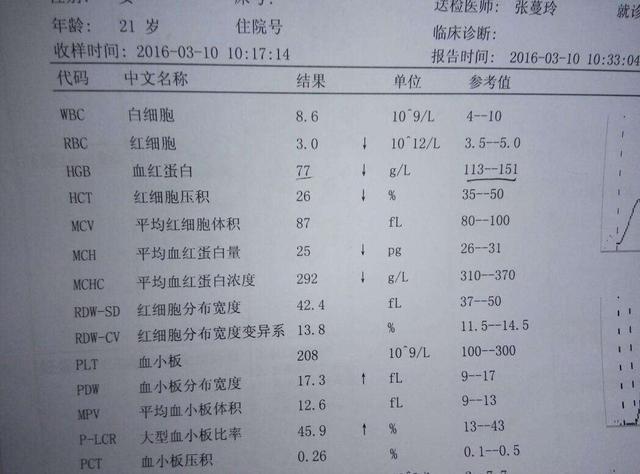 送检医师: 张蔓玲 就诊
年龄: 21 岁 住院号
临床诊断:
收样时间: 2016-03-10 10:17:14
报告时间: 2016-03-10 10:33:04
代码 中文名称 结果 单位 参考值
WBC 白细胞 8.6 10^9/L 4--10
RBC 红细胞 3.0 ↓ 10^12/L 3.5--5.0
HGB 血红蛋白 77 ↓ g/L 113--151
HCT 红细胞压积 26 ↓ % 35--50
MCV 平均红细胞体积 87 fL 80--100
MCH 平均血红蛋白量 25 ↓ pg 26--31
MCHC 平均血红蛋白浓度 292 ↓ g/L 310--370
RDW-SD 红细胞分布宽度 42.4 fL 37--50
RDW-CV 红细胞分布宽度变异系 13.8 % 11.5--14.5
PLT 血小板 208 10^9/L 100--300
PDW 血小板分布宽度 17.3 ↑ fL 9--17
MPV 平均血小板体积 12.6 fL 9--13
P-LCR 大型血小板比率 45.9 ↑ % 13--43
PCT 血小板压积 0.26 % 0.1--0.5